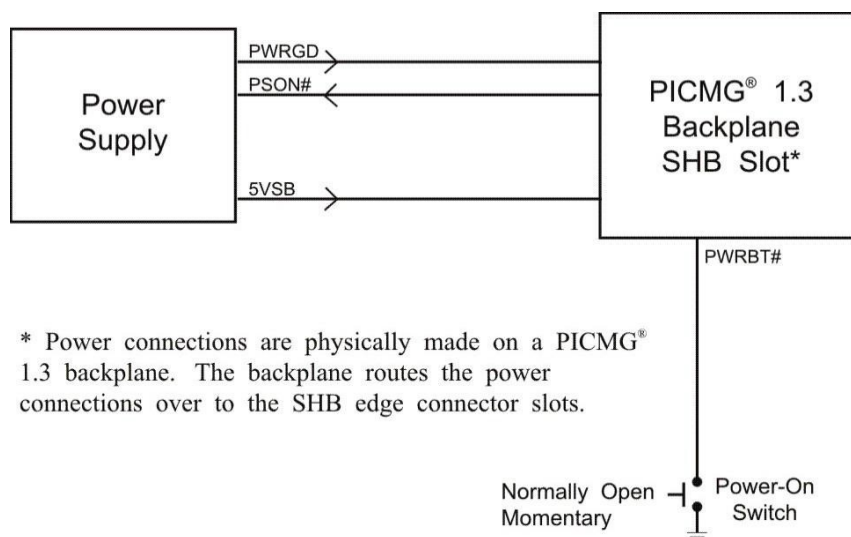 PWRGD
PSON#
5VSB
Power
Supply
PICMG® 1.3
Backplane
SHB Slot*
PWRBT#
* Power connections are physically made on a PICMG®
1.3 backplane. The backplane routes the power
connections over to the SHB edge connector slots.
Normally Open
Momentary
Power-On
Switch